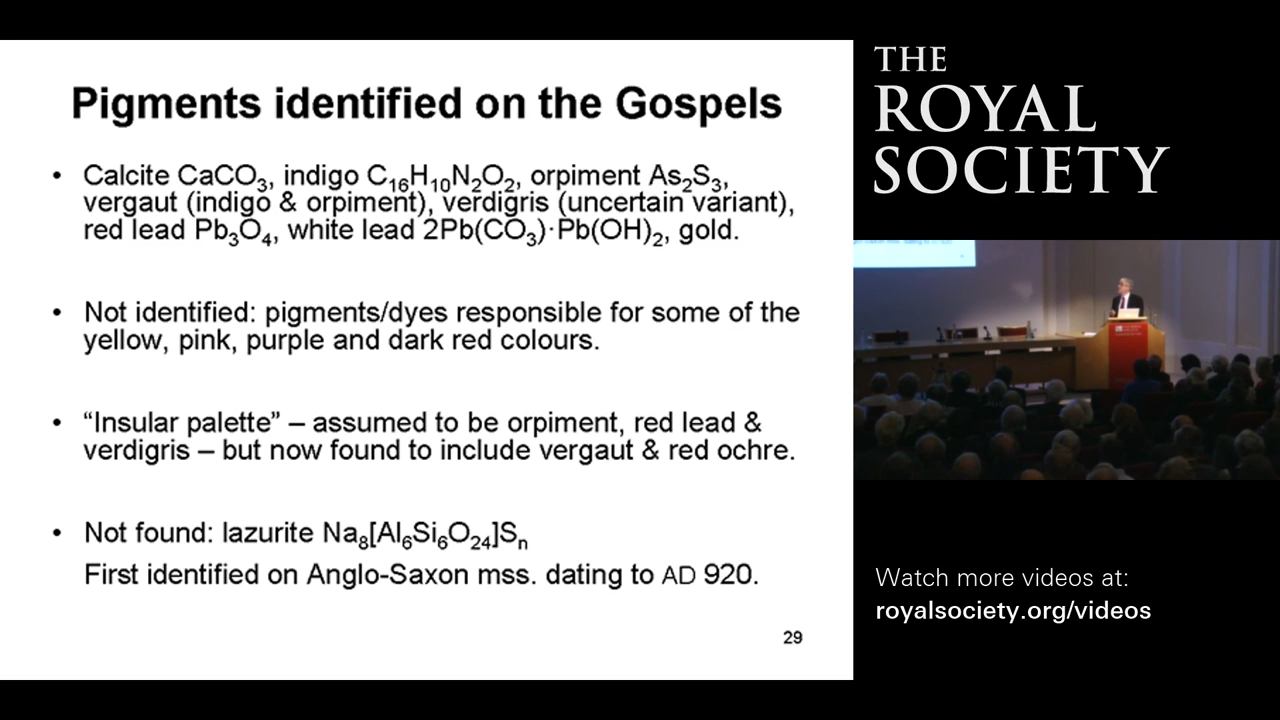 Pigments identified on the Gospels
• Calcite CaCO₃, indigo C₁₆H₁₀N₂O₂, orpiment As₂S₃,
vergaut (indigo & orpiment), verdigris (uncertain variant),
red lead Pb₃O₄, white lead 2Pb(CO₃)·Pb(OH)₂, gold.
• Not identified: pigments/dyes responsible for some of the
yellow, pink, purple and dark red colours.
• “Insular palette” – assumed to be orpiment, red lead &
verdigris – but now found to include vergaut & red ochre.
• Not found: lazurite Na₈[Al₆Si₆O₂₄]Sₙ
First identified on Anglo-Saxon mss. dating to AD 920.
29
THE
ROYAL
SOCIETY
Watch more videos at:
royalsociety.org/videos